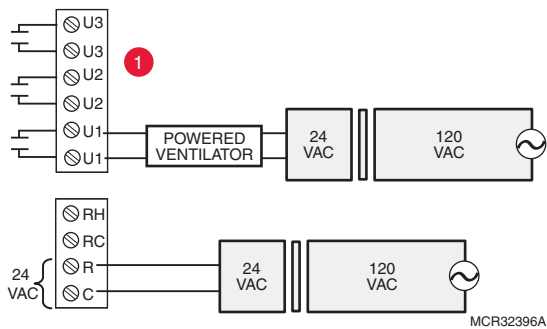 U3
U3
1
U2
U2
U1
U1
POWERED
VENTILATOR
24
VAC
120
VAC
RH
RC
R
C
24
VAC
24
VAC
120
VAC
MCR32396A